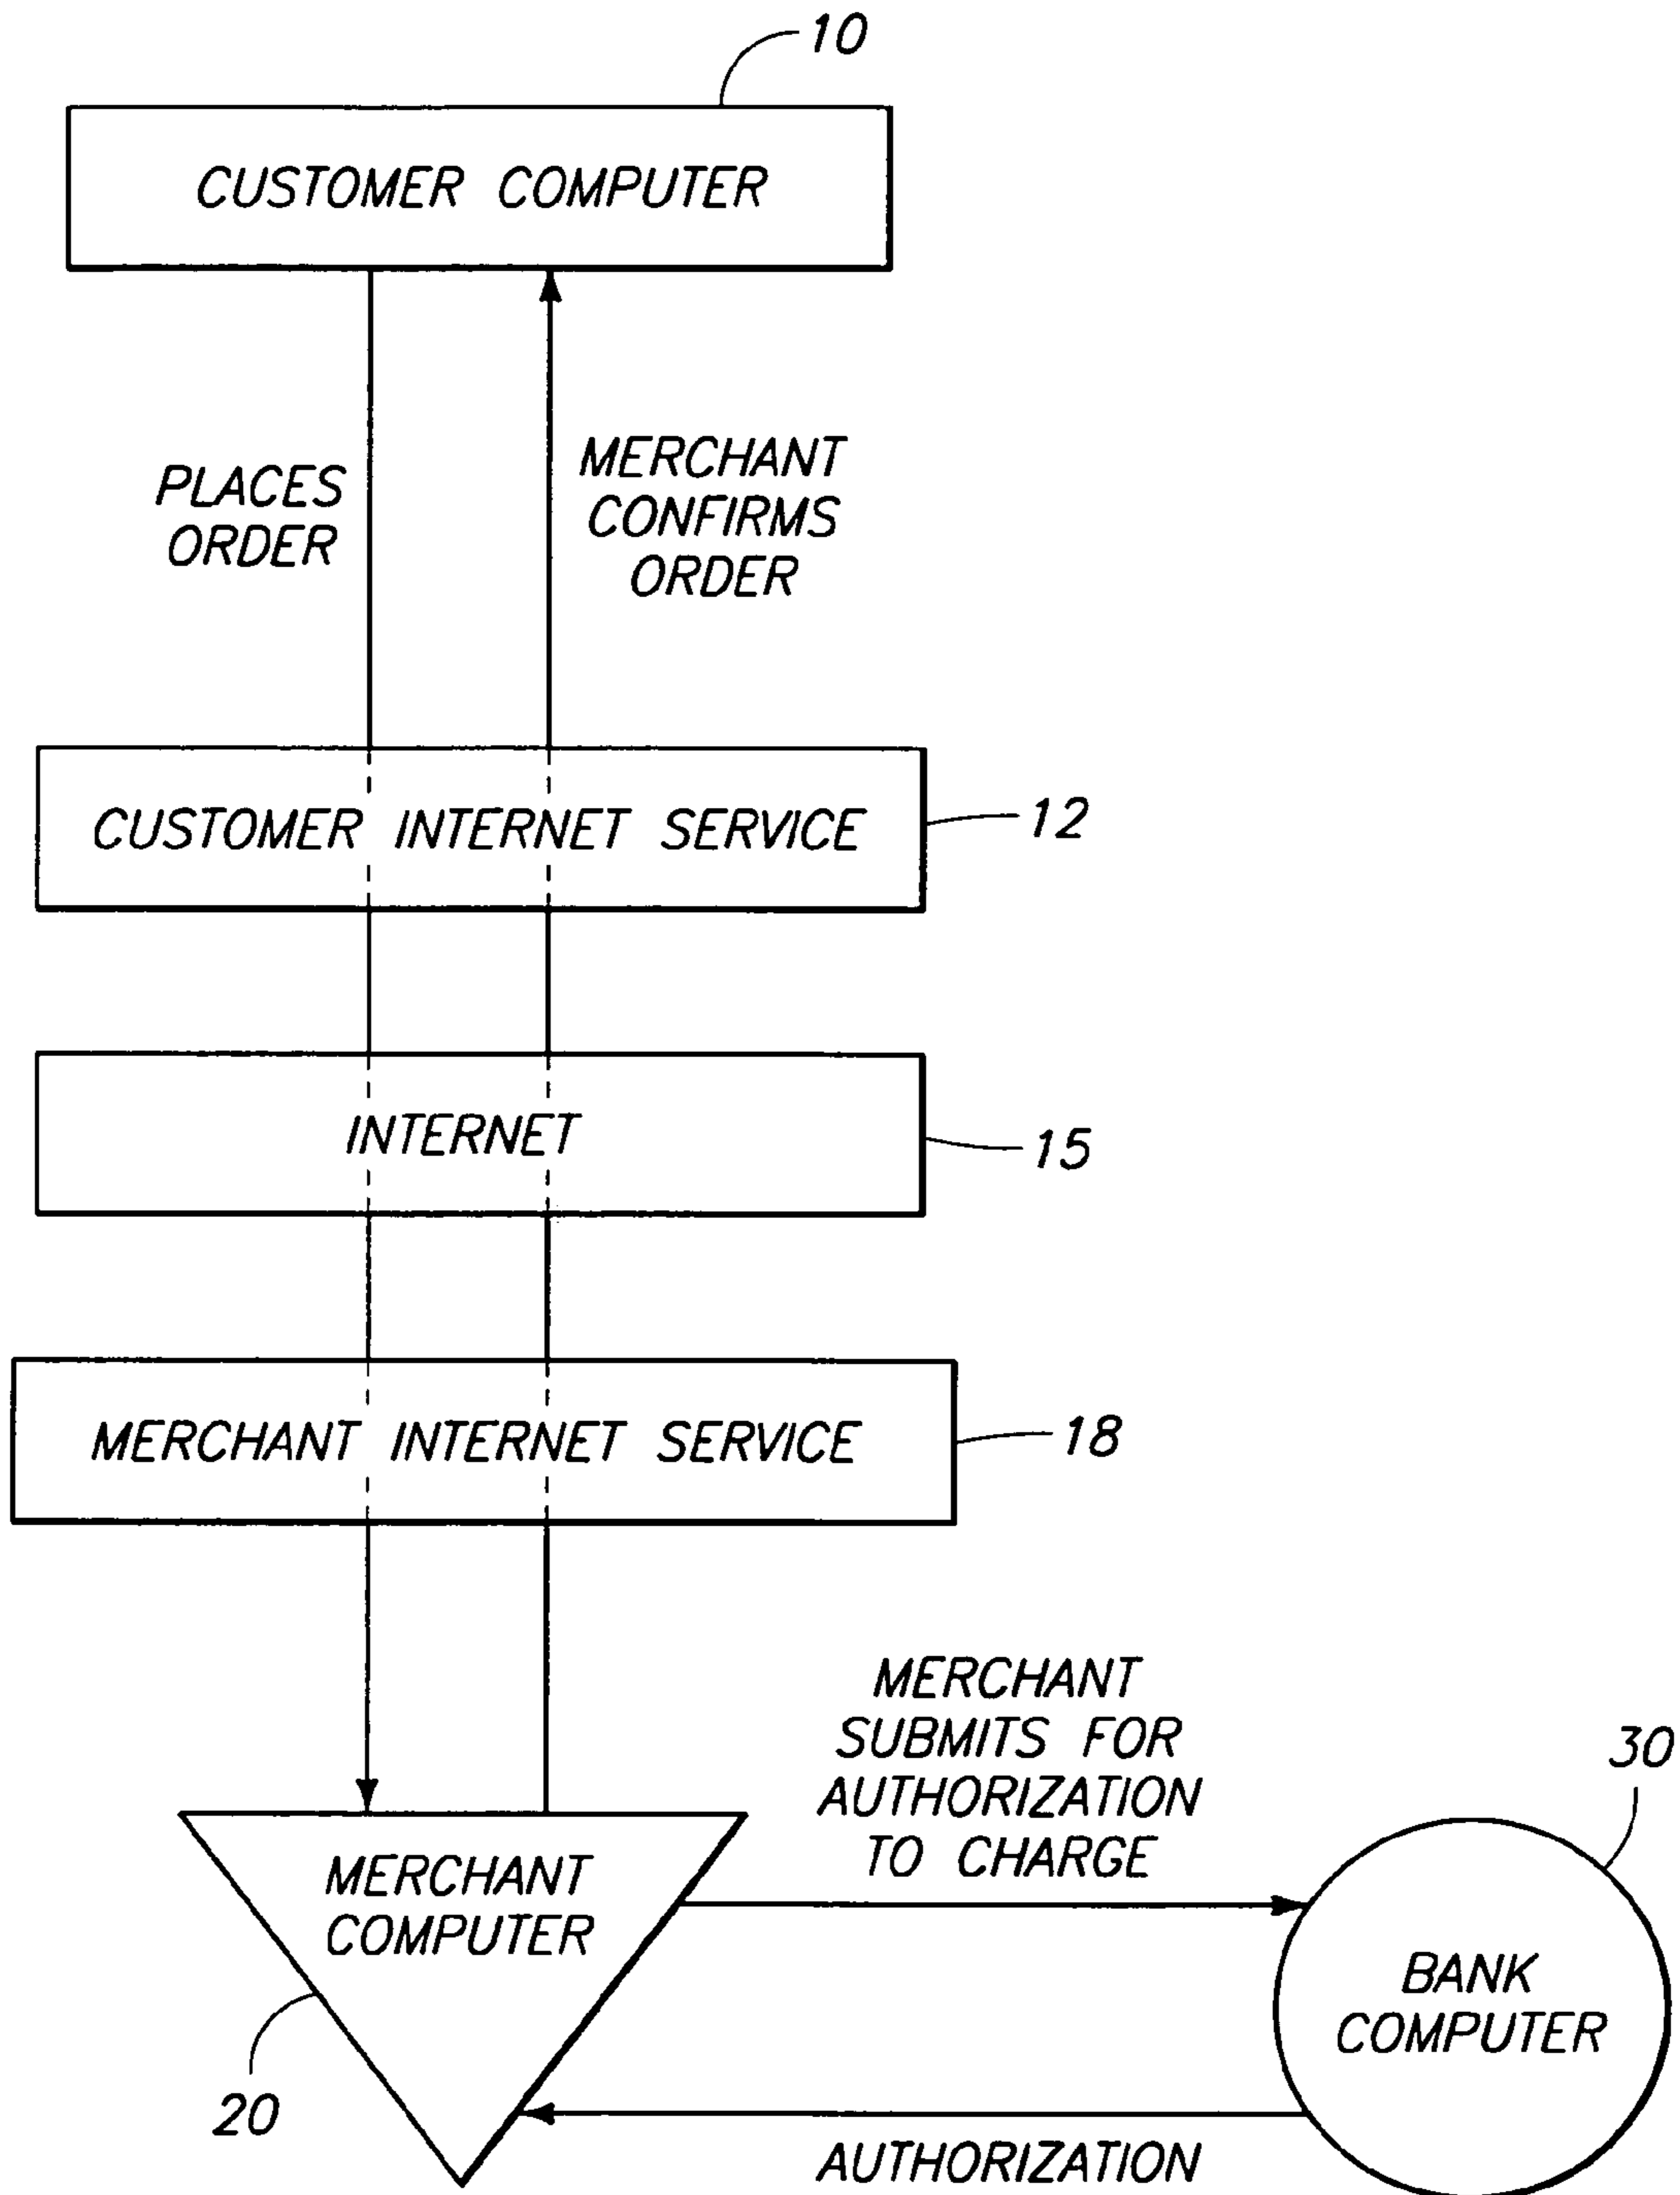 10
CUSTOMER COMPUTER
PLACES
ORDER
MERCHANT
CONFIRMS
ORDER
CUSTOMER INTERNET SERVICE
12
INTERNET
15
MERCHANT INTERNET SERVICE
18
MERCHANT
SUBMITS FOR
AUTHORIZATION
TO CHARGE
30
MERCHANT
COMPUTER
BANK
COMPUTER
20
AUTHORIZATION